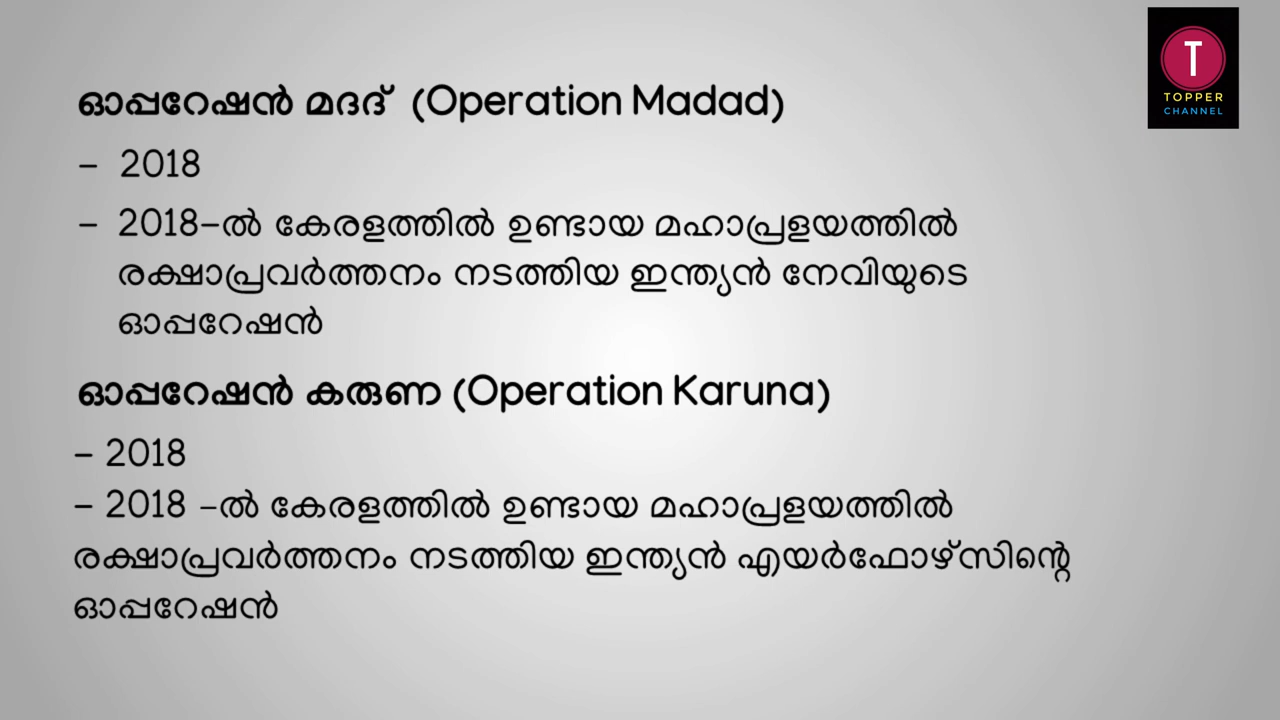 T
TOPPER
CHANNEL
ഓപ്പറേഷൻ മദദ് (Operation Madad)
– 2018
– 2018–ൽ കേരളത്തിൽ ഉണ്ടായ മഹാപ്രളയത്തിൽ
രക്ഷാപ്രവർത്തനം നടത്തിയ ഇന്ത്യൻ നേവിയുടെ
ഓപ്പറേഷൻ
ഓപ്പറേഷൻ കരുണ (Operation Karuna)
– 2018
– 2018 –ൽ കേരളത്തിൽ ഉണ്ടായ മഹാപ്രളയത്തിൽ
രക്ഷാപ്രവർത്തനം നടത്തിയ ഇന്ത്യൻ എയർഫോഴ്സിന്റെ
ഓപ്പറേഷൻ